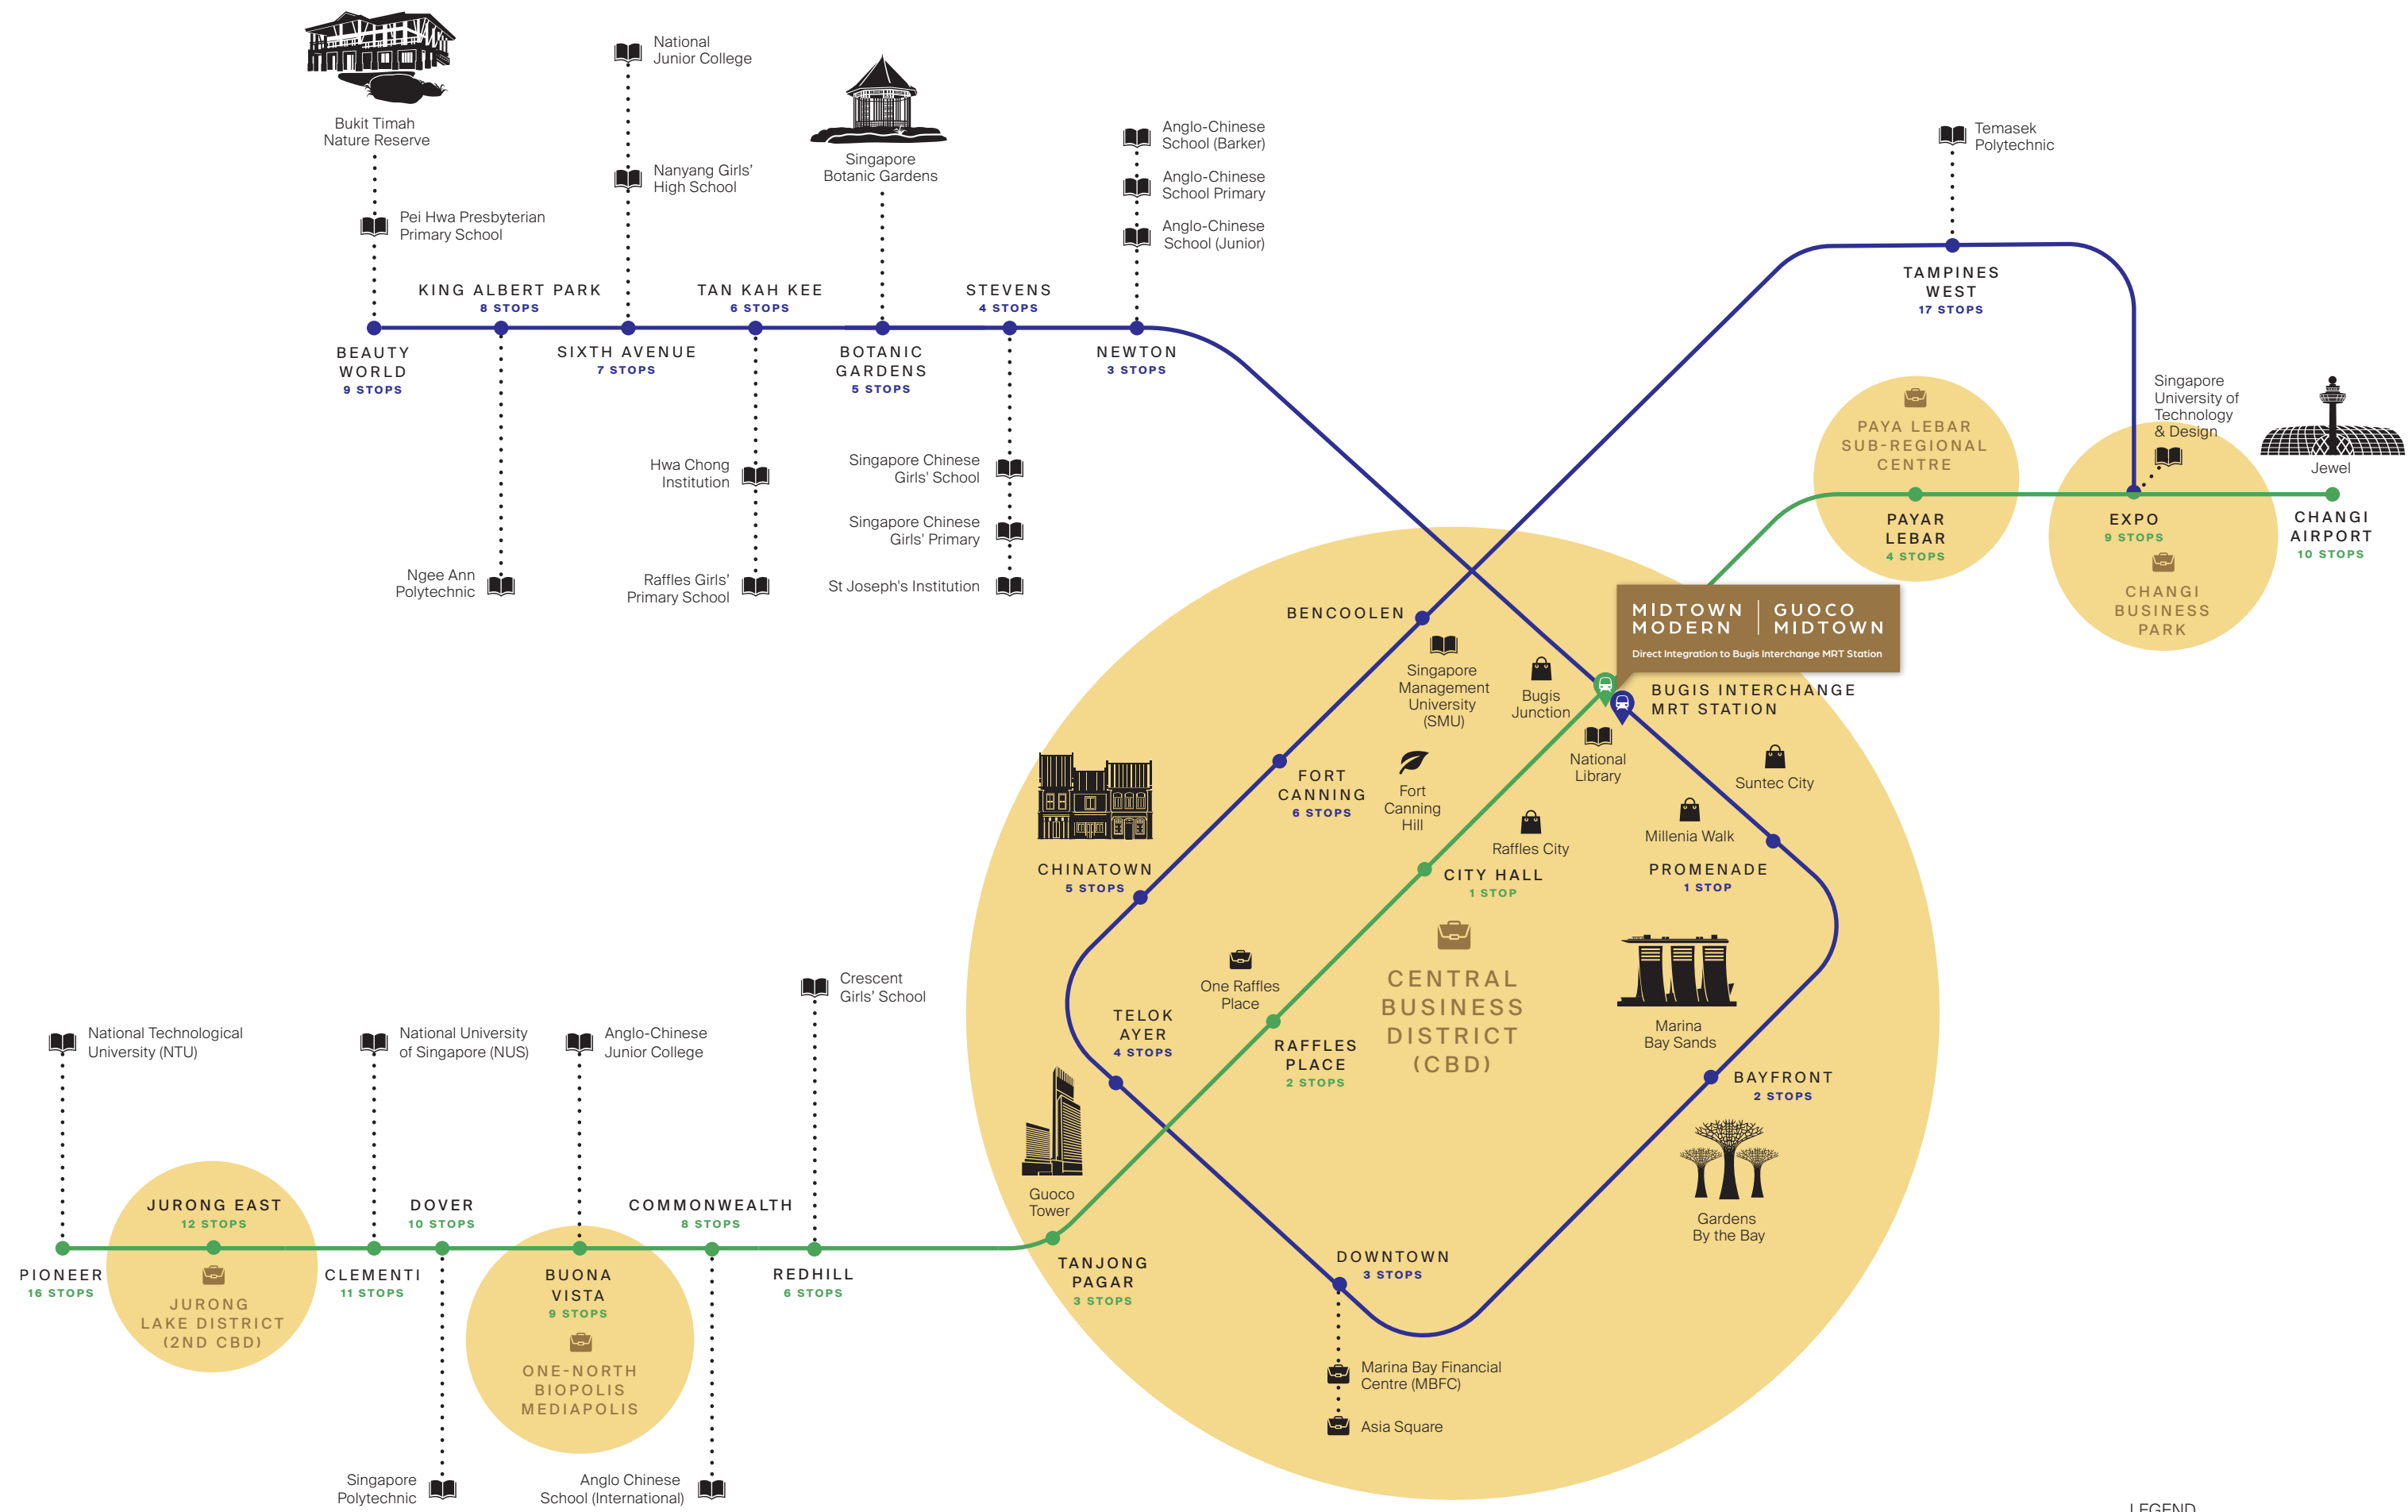 National
Junior College
Bukit Timah
Nature Reserve
Nanyang Girls'
High School
Singapore
Botanic Gardens
Anglo-Chinese
School (Barker)
Anglo-Chinese
School Primary
Anglo-Chinese
School (Junior)
Temasek
Polytechnic
Pei Hwa Presbyterian
Primary School
KING ALBERT PARK
8 STOPS
TAN KAH KEE
6 STOPS
STEVENS
4 STOPS
BEAUTY
WORLD
9 STOPS
SIXTH AVENUE
7 STOPS
BOTANIC
GARDENS
5 STOPS
NEWTON
3 STOPS
TAMPINES
WEST
17 STOPS
Hwa Chong
Institution
Singapore Chinese
Girls' School
Singapore Chinese
Girls' Primary
Ngee Ann
Polytechnic
Raffles Girls'
Primary School
St Joseph's Institution
PAYA LEBAR
SUB-REGIONAL
CENTRE
PAYAR
LEBAR
4 STOPS
Singapore
University of
Technology
& Design
Jewel
EXPO
9 STOPS
CHANGI
BUSINESS
PARK
CHANGI
AIRPORT
10 STOPS
MIDTOWN
MODERN
GUOCO
MIDTOWN
Direct Integration to Bugis Interchange MRT Station
BUGIS INTERCHANGE
MRT STATION
BENCOOLEN
Singapore
Management
University
(SMU)
Bugis
Junction
National
Library
Suntec City
FORT
CANNING
6 STOPS
Fort
Canning
Hill
Raffles City
Millenia Walk
CHINATOWN
5 STOPS
CITY HALL
1 STOP
PROMENADE
1 STOP
One Raffles
Place
CENTRAL
BUSINESS
DISTRICT
(CBD)
Marina
Bay Sands
TELOK
AYER
4 STOPS
RAFFLES
PLACE
2 STOPS
BAYFRONT
2 STOPS
Guoco
Tower
Gardens
By the Bay
TANJONG
PAGAR
3 STOPS
DOWNTOWN
3 STOPS
Marina Bay Financial
Centre (MBFC)
Asia Square
Crescent
Girls' School
National Technological
University (NTU)
National University
of Singapore (NUS)
Anglo-Chinese
Junior College
JURONG EAST
12 STOPS
DOVER
10 STOPS
COMMONWEALTH
8 STOPS
PIONEER
16 STOPS
JURONG
LAKE DISTRICT
(2ND CBD)
CLEMENTI
11 STOPS
BUONA
VISTA
9 STOPS
ONE-NORTH
BIOPOLIS
MEDIAPOLIS
REDHILL
6 STOPS
Singapore
Polytechnic
Anglo Chinese
School (International)
LEGEND